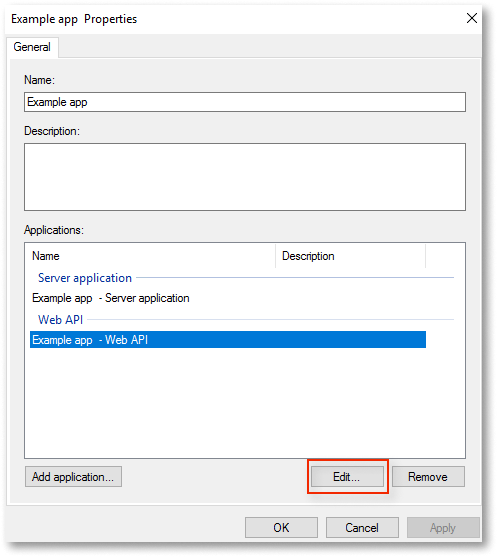 Example app  Properties
General
Name:
Example app
Description:
Applications:
Name Description
Server application
Example app  - Server application
Web API
Example app  - Web API
Add application... Edit... Remove
OK Cancel Apply